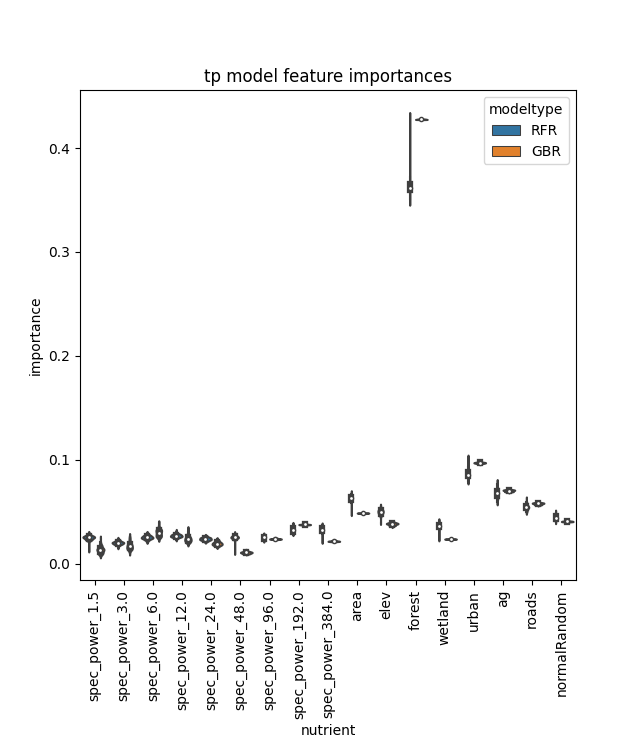 tp model feature importances
modeltype
RFR
GBR
0.4
0.3
0.2
0.1
0.0
importance
spec_power_1.5
spec_power_3.0
spec_power_6.0
spec_power_12.0
spec_power_24.0
spec_power_48.0
spec_power_96.0
spec_power_192.0
spec_power_384.0
area
elev
forest
wetland
urban
ag
roads
normalRandom
nutrient